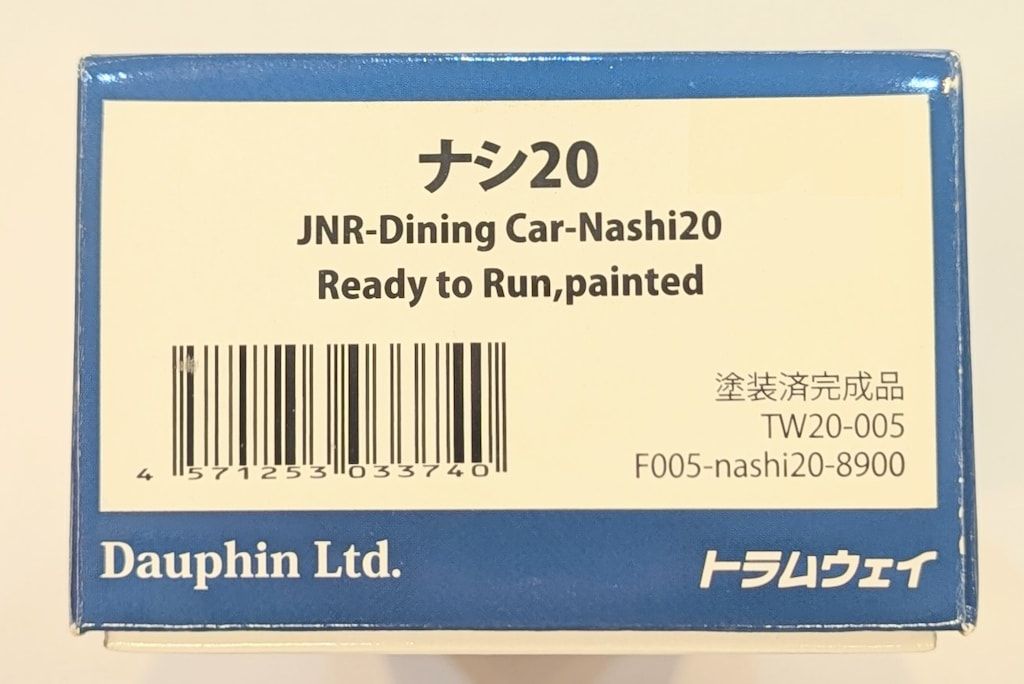 ナシ20
JNR-Dining Car-Nashi20
Ready to Run,painted
4 571253 033740
塗装済完成品
TW20-005
F005-nashi20-8900
Dauphin Ltd.
トラムウェイ